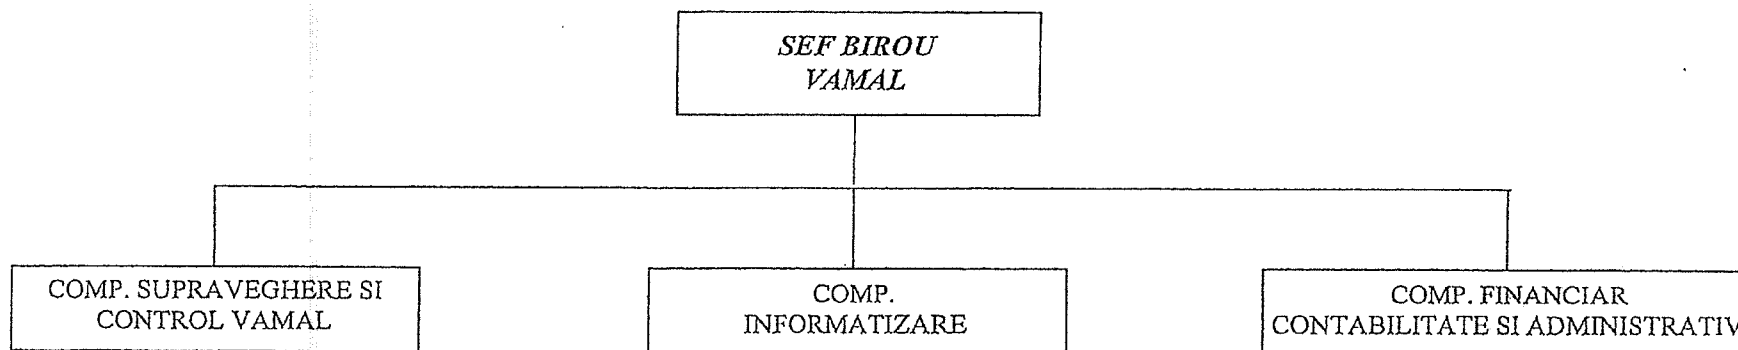 SEF BIROU
VAMAL
COMP. SUPRAVEGHERE SI
CONTROL VAMAL
COMP.
INFORMATIZARE
COMP. FINANCIAR
CONTABILITATE SI ADMINISTRATIV